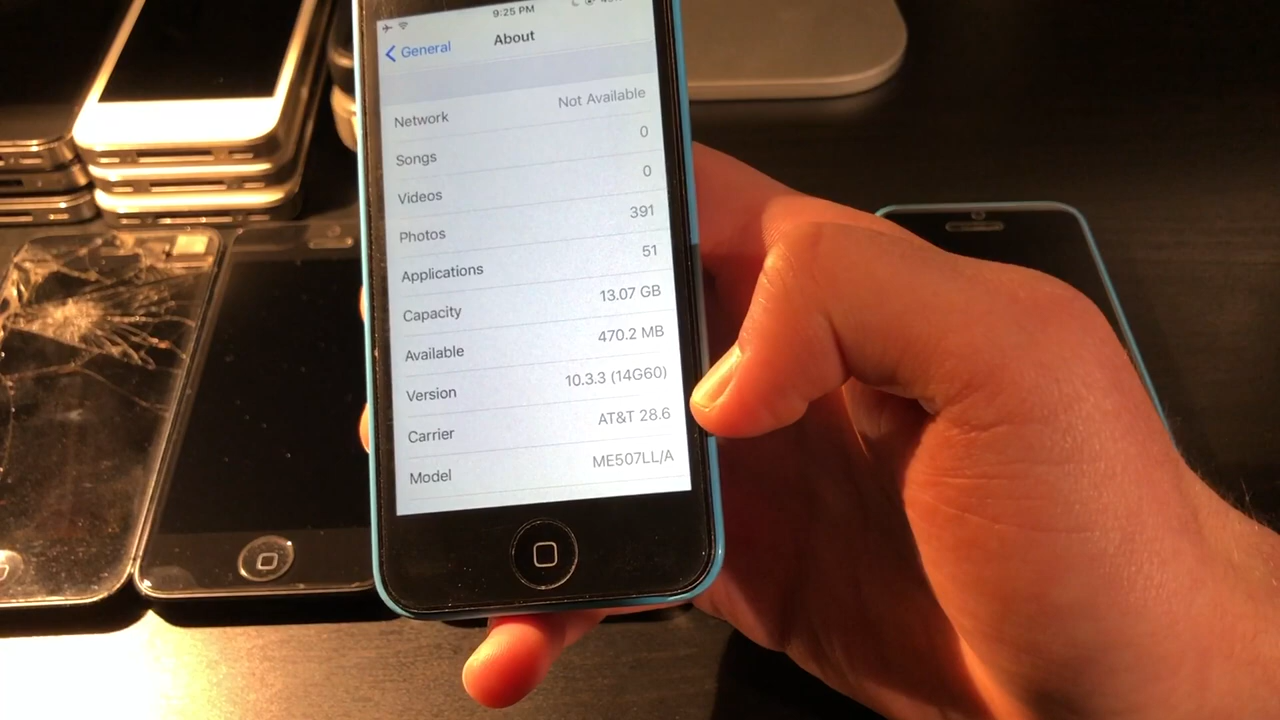 9:25 PM
General
About
Network Not Available
Songs 0
Videos 0
Photos 391
Applications 51
Capacity 13.07 GB
Available 470.2 MB
Version 10.3.3 (14G60)
Carrier AT&T 28.6
Model ME507LL/A